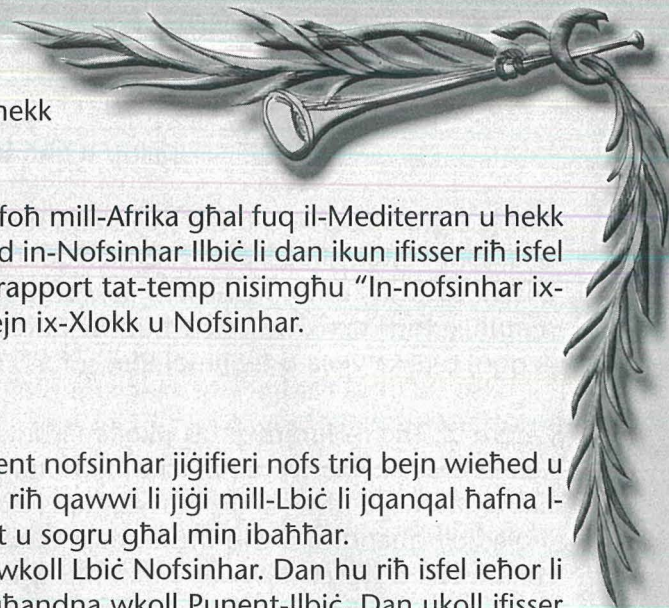 hekk
foħ mill-Afrika għal fuq il-Mediterran u hekk
d in-Nofsinhar Ilbiċ li dan ikun ifisser riħ isfel
rapport tat-temp nisimgħu “In-nofsinhar ix-
ejn ix-Xlokk u Nofsinhar.
ent nofsinhar jiġifieri nofs triq bejn wieħed u
riħ qawwi li jiġi mill-Lbiċ li jqanqal ħafna l-
t u sogru għal min ibaħħar.
wkoll Lbiċ Nofsinhar. Dan hu riħ isfel ieħor li
għandna wkoll Punent-Ilbiċ. Dan ukoll ifisser